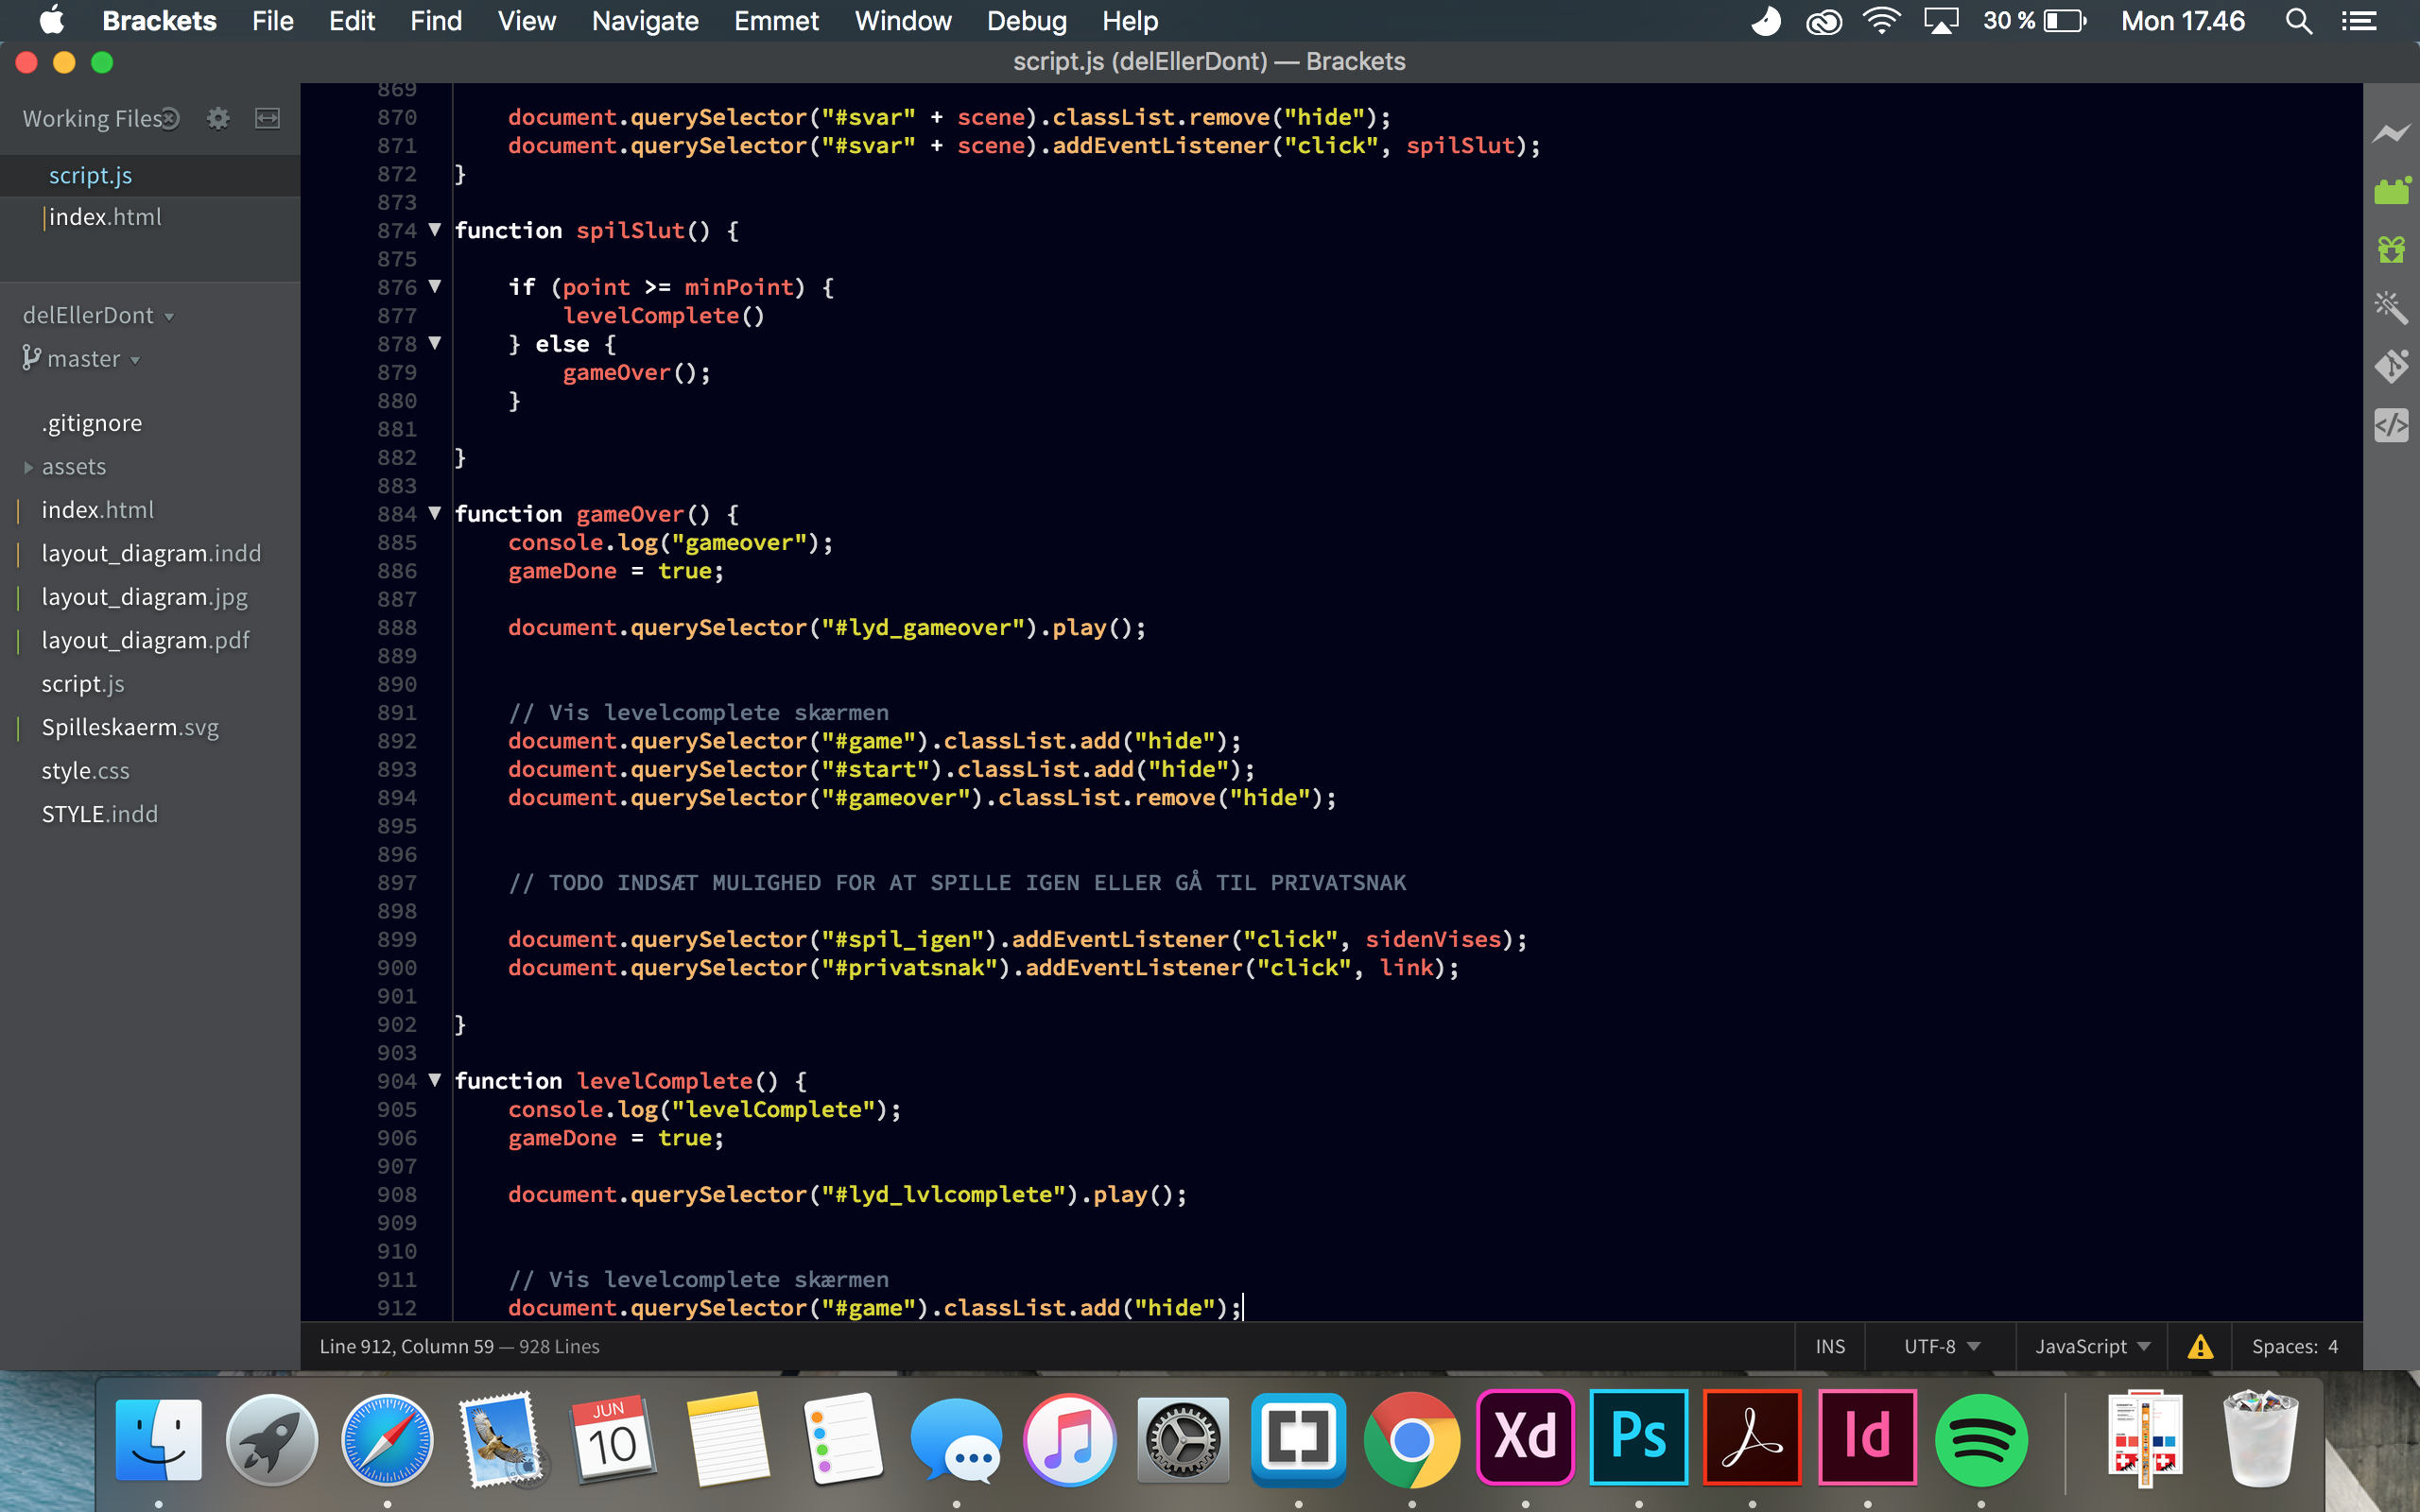 Brackets File Edit Find View Navigate Emmet Window Debug Help 30 % Mon 17.46
script.js (delEllerDont) — Brackets
Working Files
script.js
index.html
delEllerDont
master
.gitignore
assets
index.html
layout_diagram.indd
layout_diagram.jpg
layout_diagram.pdf
script.js
Spilleskaerm.svg
style.css
STYLE.indd
869
870 document.querySelector("#svar" + scene).classList.remove("hide");
871 document.querySelector("#svar" + scene).addEventListener("click", spilSlut);
872 }
873
874 function spilSlut() {
875
876 if (point >= minPoint) {
877 levelComplete()
878 } else {
879 gameOver();
880 }
881
882 }
883
884 function gameOver() {
885 console.log("gameover");
886 gameDone = true;
887
888 document.querySelector("#lyd_gameover").play();
889
890
891 // Vis levelcomplete skærmen
892 document.querySelector("#game").classList.add("hide");
893 document.querySelector("#start").classList.add("hide");
894 document.querySelector("#gameover").classList.remove("hide");
895
896
897 // TODO INDSÆT MULIGHED FOR AT SPILLE IGEN ELLER GÅ TIL PRIVATSNAK
898
899 document.querySelector("#spil_igen").addEventListener("click", sidenVises);
900 document.querySelector("#privatsnak").addEventListener("click", link);
901
902 }
903
904 function levelComplete() {
905 console.log("levelComplete");
906 gameDone = true;
907
908 document.querySelector("#lyd_lvlcomplete").play();
909
910
911 // Vis levelcomplete skærmen
912 document.querySelector("#game").classList.add("hide");
Line 912, Column 59 — 928 Lines INS UTF-8 JavaScript Spaces: 4
JUN
10
Xd
Ps
Id